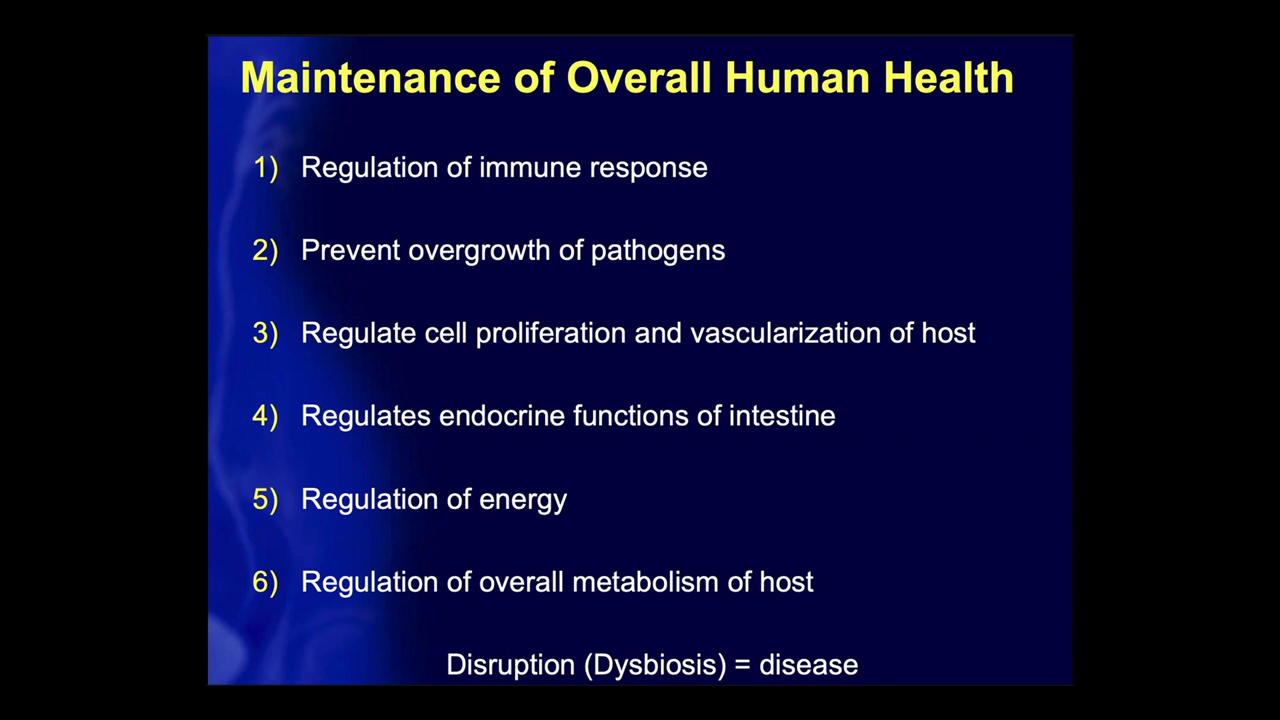 Maintenance of Overall Human Health
1) Regulation of immune response
2) Prevent overgrowth of pathogens
3) Regulate cell proliferation and vascularization of host
4) Regulates endocrine functions of intestine
5) Regulation of energy
6) Regulation of overall metabolism of host
Disruption (Dysbiosis) = disease